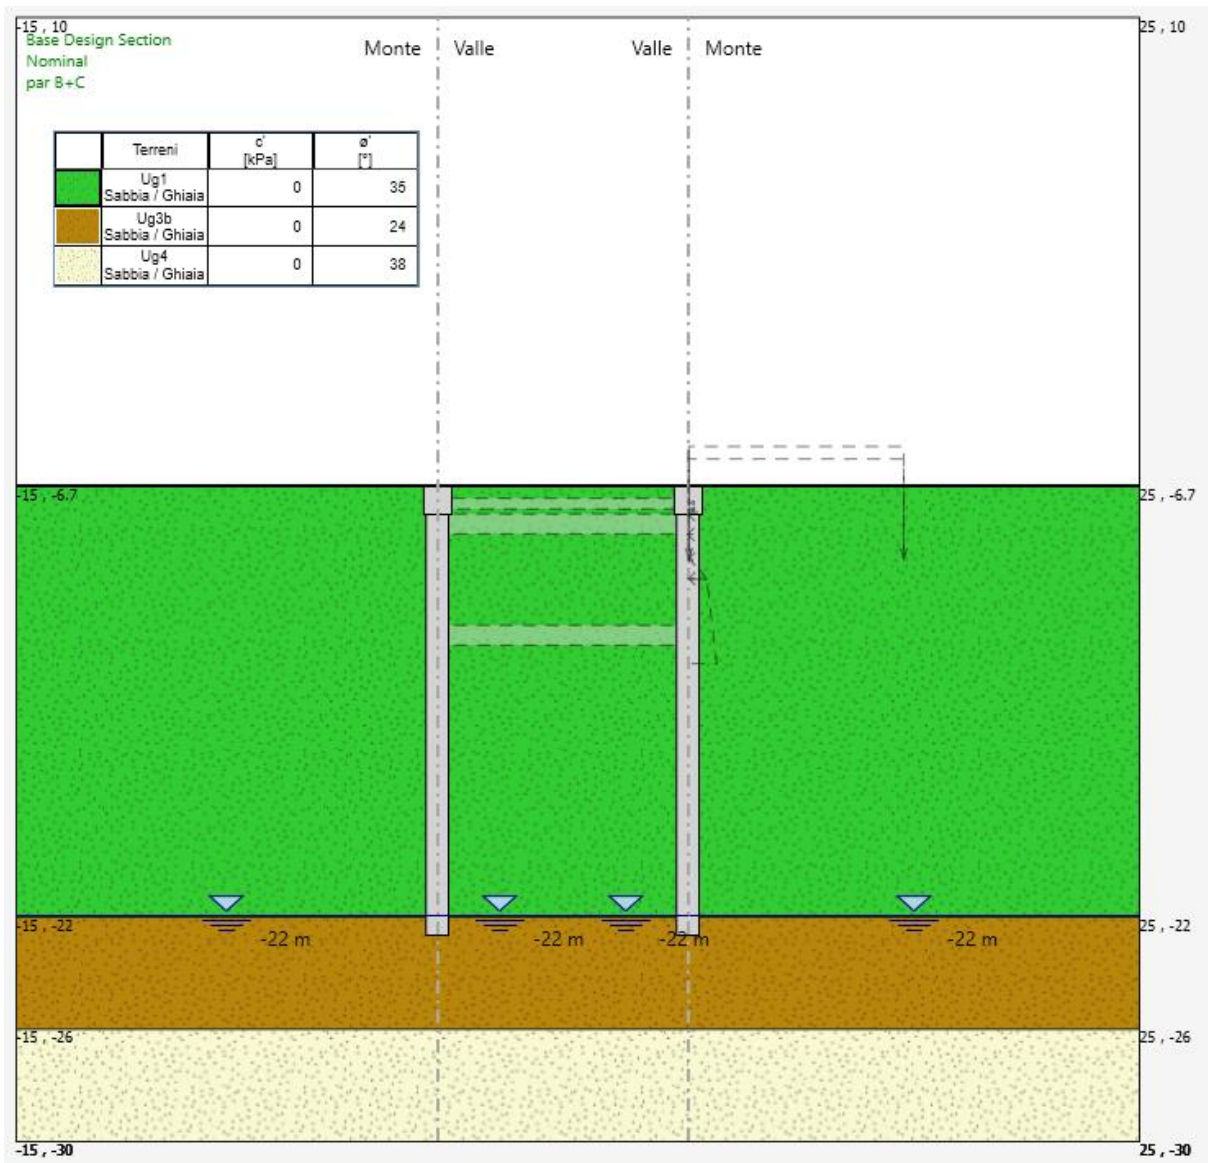 -15 , 10
25 , 10
Base Design Section
Nominal
par B+C
Monte Valle Valle Monte
Terreni c' [kPa] ø' [°]
Ug1
Sabbia / Ghiaia 0 35
Ug3b
Sabbia / Ghiaia 0 24
Ug4
Sabbia / Ghiaia 0 38
-15 , -6.7
25 , -6.7
-15 , -22
25 , -22
-22 m -22 m -22 m -22 m
-15 , -26
25 , -26
-15 , -30
25 , -30